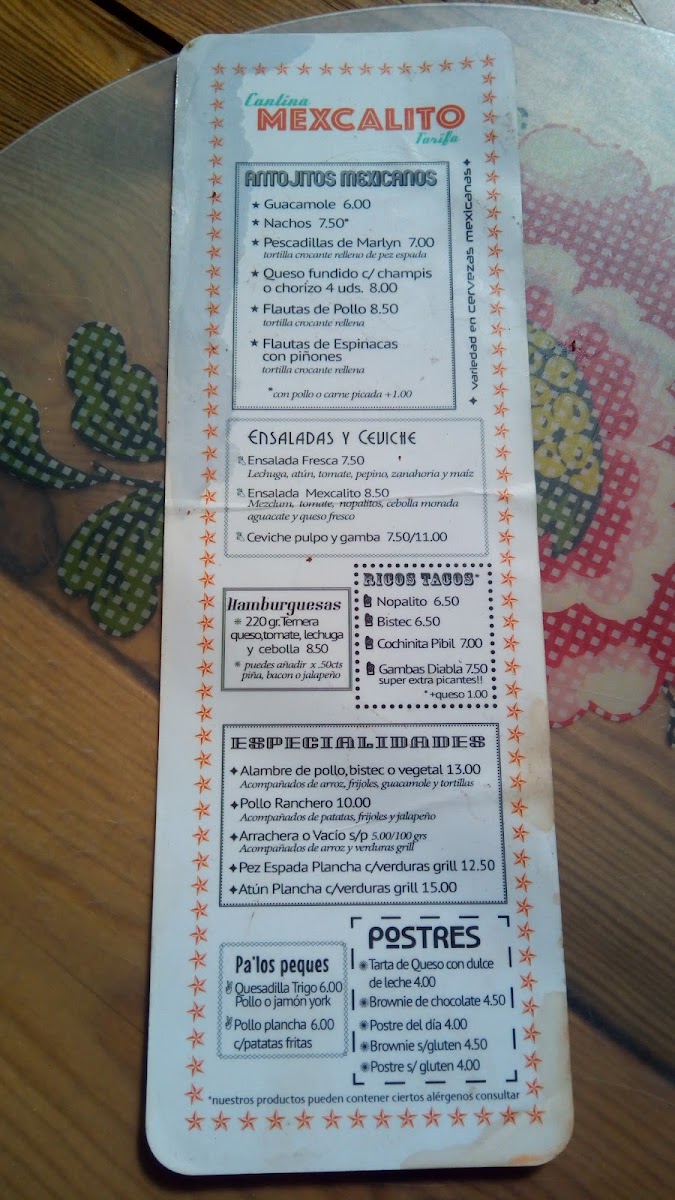 Cantina
MEXCALITO
Tarifa
ANTOJITOS MEXICANOS
Guacamole 6.00
Nachos 7.50*
Pescadillas de Marlyn 7.00
tortilla crocante relleno de pez espada
Queso fundido c/ champis
o chorizo 4 uds. 8.00
Flautas de Pollo 8.50
tortilla crocante rellena
Flautas de Espinacas
con piñones
tortilla crocante rellena
*con pollo o carne picada +1.00
variedad en cervezas mexicanas
ENSALADAS Y CEVICHE
Ensalada Fresca 7.50
Lechuga, atún, tomate, pepino, zanahoria y maíz
Ensalada Mexcalito 8.50
Mezclum, tomate, nopalitos, cebolla morada
aguacate y queso fresco
Ceviche pulpo y gamba 7.50/11.00
Hamburguesas
220 gr.Ternera
queso,tomate, lechuga
y cebolla 8.50
puedes añadir x .50cts
piña, bacon o jalapeño
RICOS TACOS*
Nopalito 6.50
Bistec 6.50
Cochinita Pibil 7.00
Gambas Diabla 7.50
super extra picantes!!
*+queso 1.00
ESPECIALIDADES
Alambre de pollo, bistec o vegetal 13.00
Acompañados de arroz, frijoles, guacamole y tortillas
Pollo Ranchero 10.00
Acompañados de patatas, frijoles y jalapeño
Arrachera o Vacío s/p 5.00/100 grs
Acompañados de arroz y verduras grill
Pez Espada Plancha c/verduras grill 12.50
Atún Plancha c/verduras grill 15.00
Pa'los peques
Quesadilla Trigo 6.00
Pollo o jamón york
Pollo plancha 6.00
c/patatas fritas
POSTRES
Tarta de Queso con dulce
de leche 4.00
Brownie de chocolate 4.50
Postre del día 4.00
Brownie s/gluten 4.50
Postre s/ gluten 4.00
*nuestros productos pueden contener ciertos alérgenos consultar